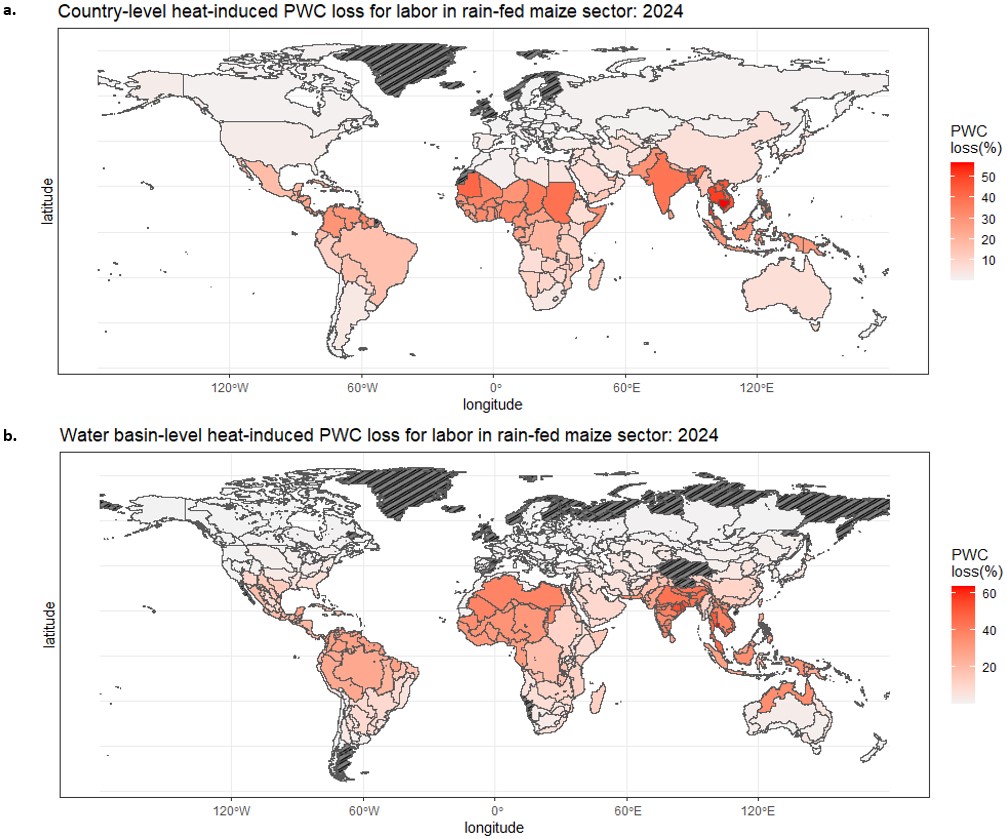 a.
Country-level heat-induced PWC loss for labor in rain-fed maize sector: 2024
latitude
PWC
loss(%)
50
40
30
20
10
120°W
60°W
0°
60°E
120°E
longitude
b.
Water basin-level heat-induced PWC loss for labor in rain-fed maize sector: 2024
latitude
PWC
loss(%)
60
40
20
120°W
60°W
0°
60°E
120°E
longitude